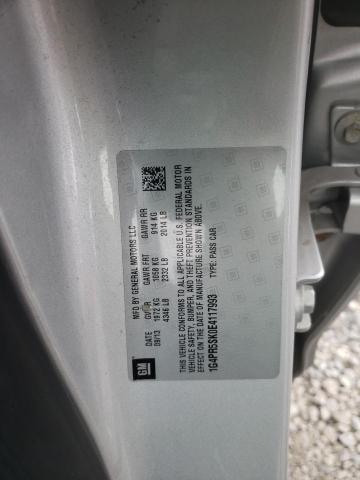 MFD BY GENERAL MOTORS LLC
DATE GVWR GAWR FRT GAWR RR
09/13 1972 KG 1058 KG 914 KG
4346 LB 2332 LB 2014 LB
THIS VEHICLE CONFORMS TO ALL APPLICABLE U.S. FEDERAL MOTOR
VEHICLE SAFETY, BUMPER, AND THEFT PREVENTION STANDARDS IN
EFFECT ON THE DATE OF MANUFACTURE SHOWN ABOVE.
1G4PR5SK0E4117993 TYPE: PASS CAR
GM